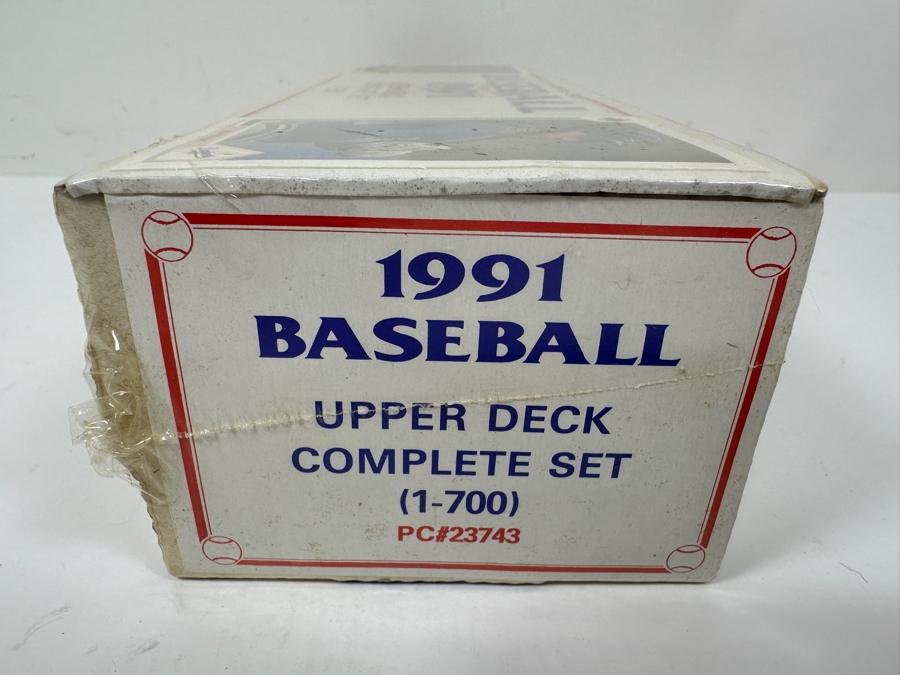 1991
BASEBALL
UPPER DECK
COMPLETE SET
(1-700)
PC#23743